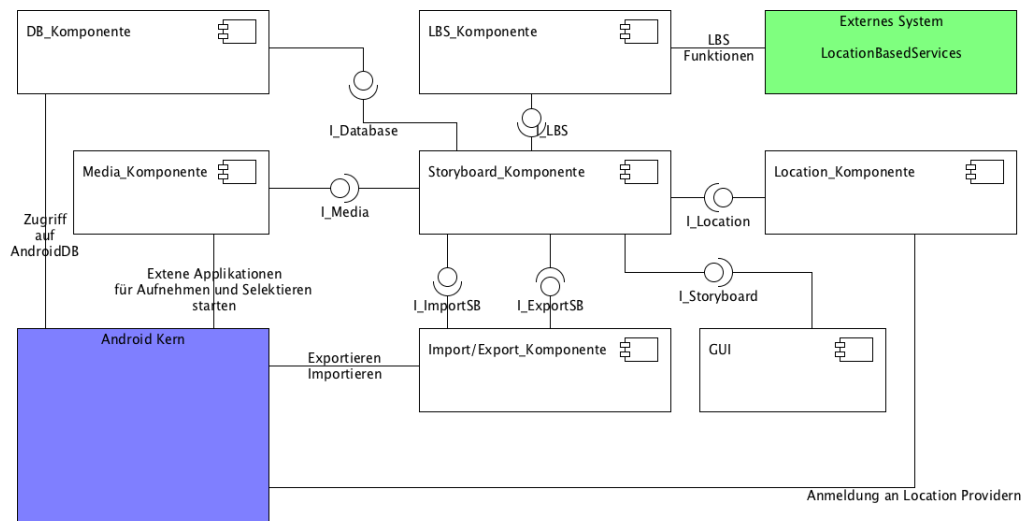 DB_Komponente
LBS_Komponente
Externes System
LocationBasedServices
LBS
Funktionen
I_Database
I_LBS
Media_Komponente
Storyboard_Komponente
Location_Komponente
I_Media
I_Location
Zugriff
auf
AndroidDB
Extene Applikationen
für Aufnehmen und Selektieren
starten
I_ImportSB
I_ExportSB
I_Storyboard
Android Kern
Exportieren
Importieren
Import/Export_Komponente
GUI
Anmeldung an Location Providern